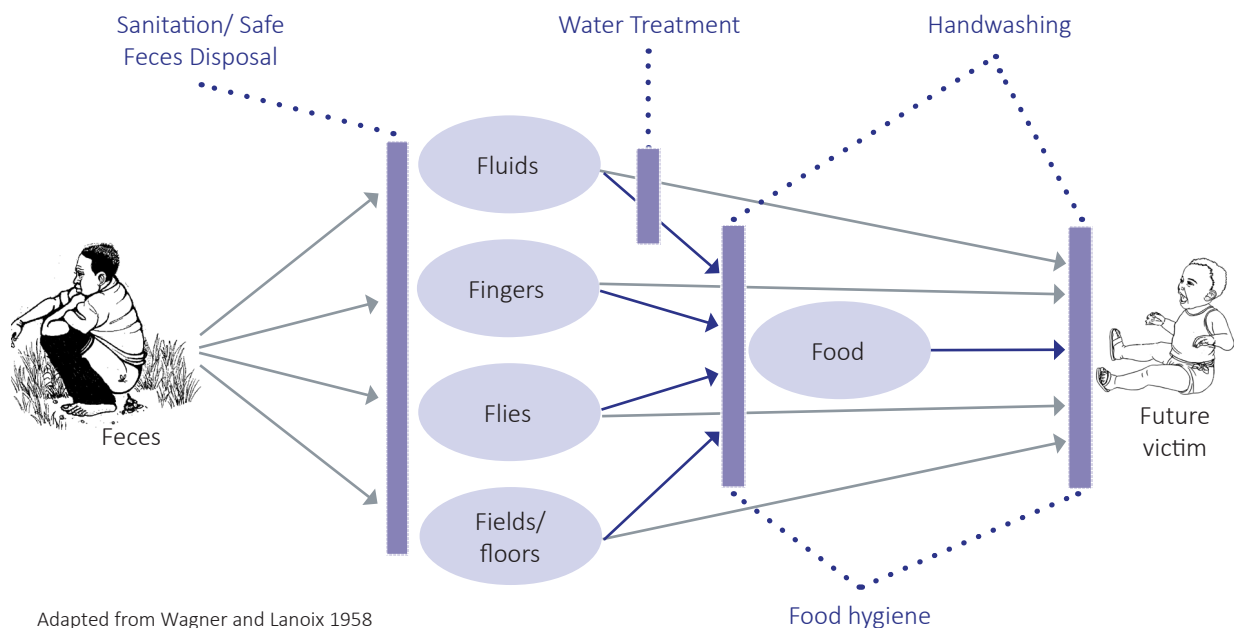 Sanitation/ Safe
Feces Disposal
Water Treatment
Handwashing
Fluids
Fingers
Food
Flies
Feces
Future
victim
Fields/
floors
Adapted from Wagner and Lanoix 1958
Food hygiene